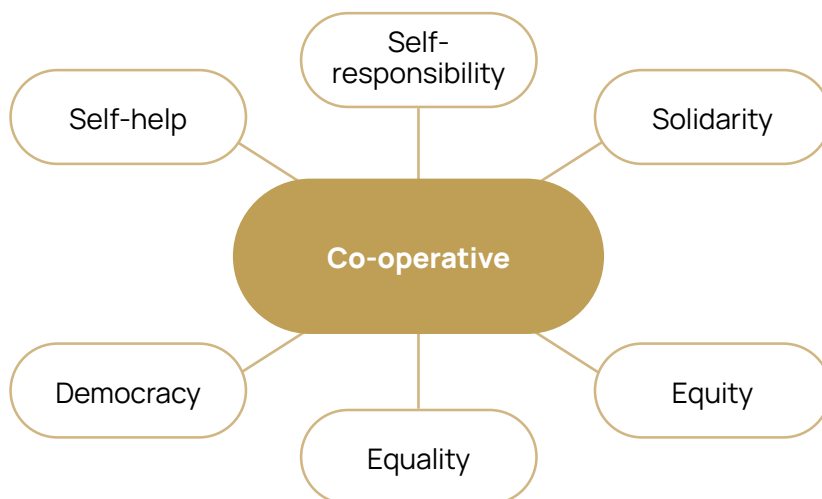 Self-
responsibility
Self-help
Solidarity
Co-operative
Democracy
Equity
Equality